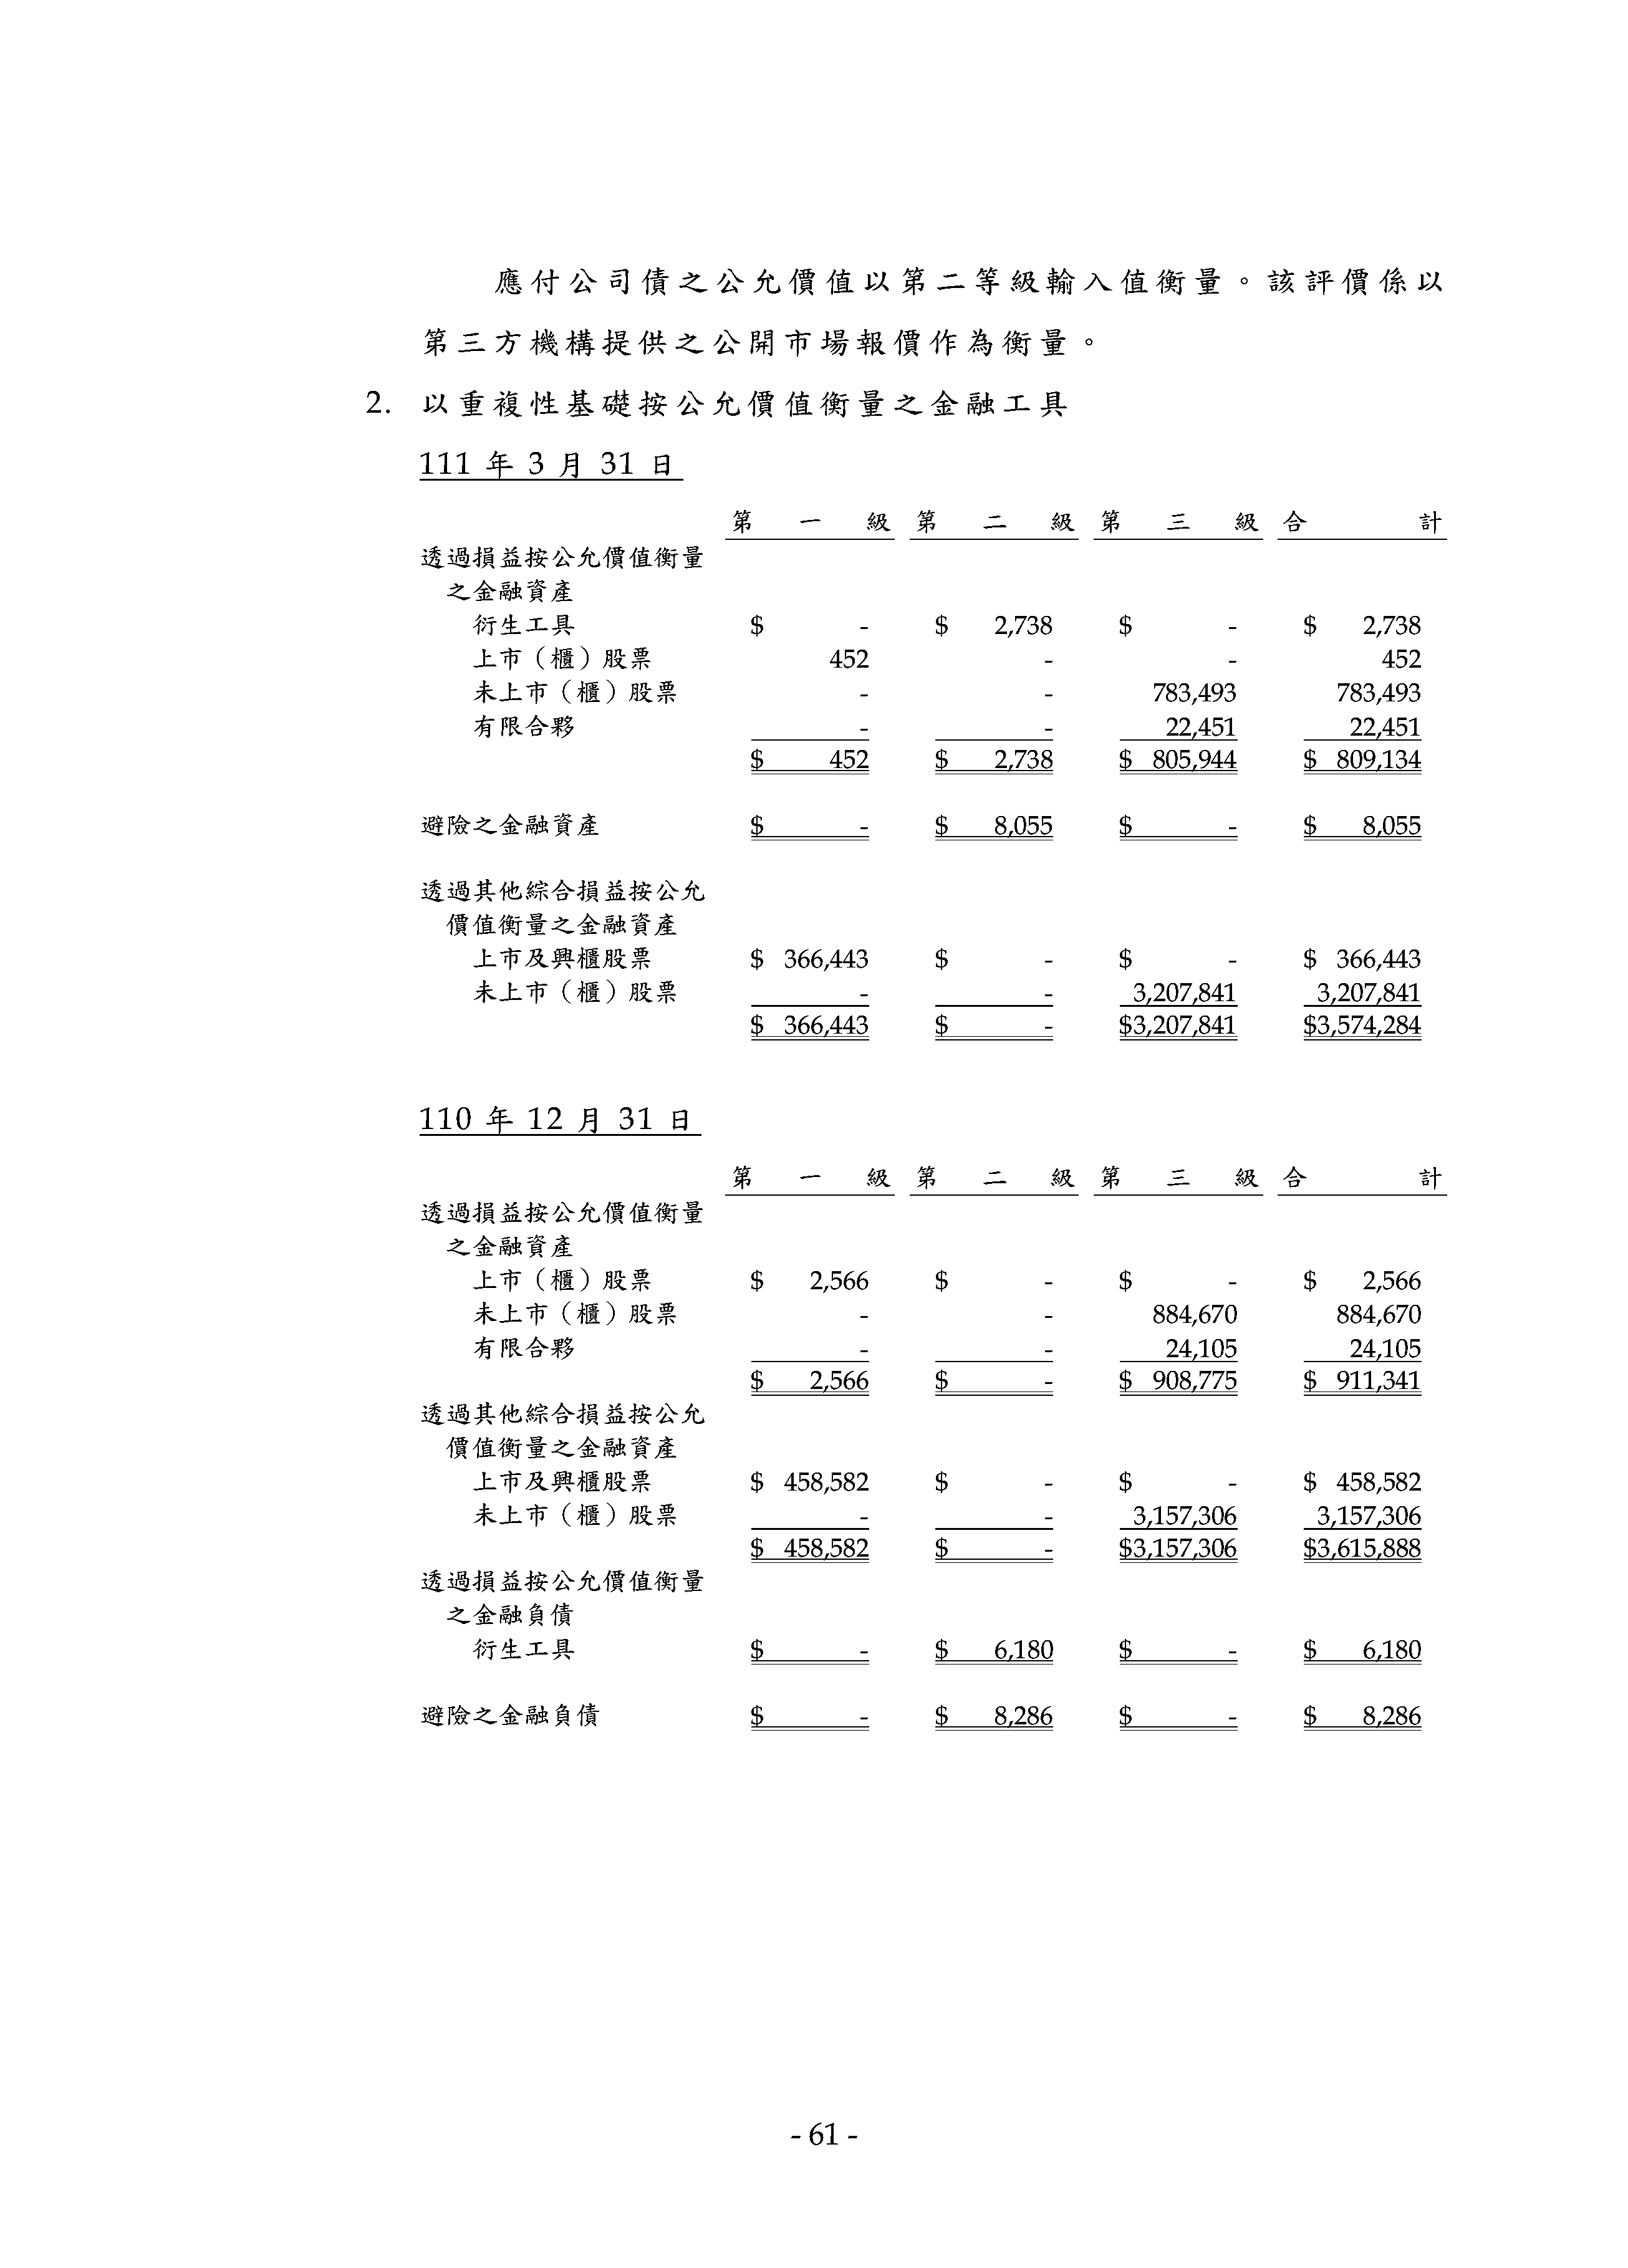 應付公司債之公允價值以第二等級輸入值衡量。該評價係以
第三方機構提供之公開市場報價作為衡量。
2. 以重複性基礎按公允價值衡量之金融工具
111 年 3 月 31 日
第一級 第二級 第三級 合計
透過損益按公允價值衡量
之金融資產
衍生工具 $ - $ 2,738 $ - $ 2,738
上市（櫃）股票 452 - - 452
未上市（櫃）股票 - - 783,493 783,493
有限合夥 - - 22,451 22,451
$ 452 $ 2,738 $ 805,944 $ 809,134
避險之金融資產 $ - $ 8,055 $ - $ 8,055
透過其他綜合損益按公允
價值衡量之金融資產
上市及興櫃股票 $ 366,443 $ - $ - $ 366,443
未上市（櫃）股票 - - 3,207,841 3,207,841
$ 366,443 $ - $3,207,841 $3,574,284
110 年 12 月 31 日
第一級 第二級 第三級 合計
透過損益按公允價值衡量
之金融資產
上市（櫃）股票 $ 2,566 $ - $ - $ 2,566
未上市（櫃）股票 - - 884,670 884,670
有限合夥 - - 24,105 24,105
$ 2,566 $ - $ 908,775 $ 911,341
透過其他綜合損益按公允
價值衡量之金融資產
上市及興櫃股票 $ 458,582 $ - $ - $ 458,582
未上市（櫃）股票 - - 3,157,306 3,157,306
$ 458,582 $ - $3,157,306 $3,615,888
透過損益按公允價值衡量
之金融負債
衍生工具 $ - $ 6,180 $ - $ 6,180
避險之金融負債 $ - $ 8,286 $ - $ 8,286
- 61 -